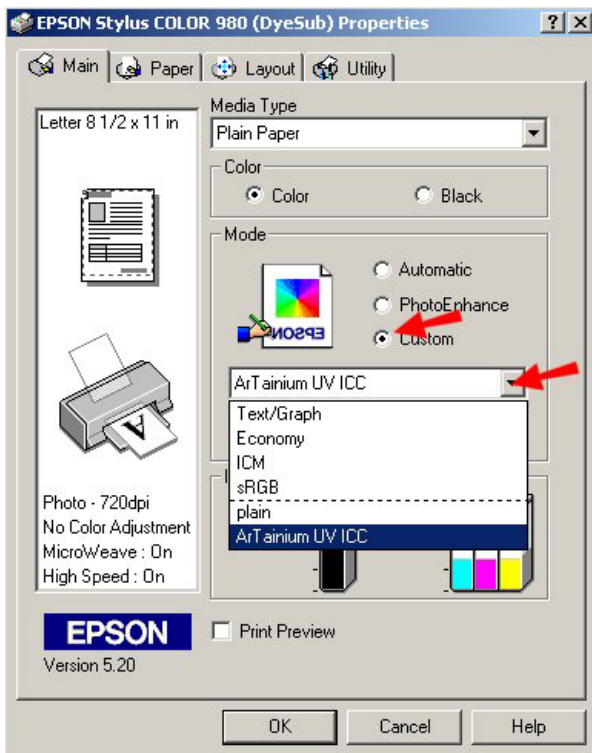 EPSON Stylus COLOR 980 (DyeSub) Properties
Main
Paper
Layout
Utility
Letter 8 1/2 x 11 in
Media Type
Plain Paper
Color
Color
Black
Mode
EPSON
Automatic
PhotoEnhance
Custom
ArTainium UV ICC
Text/Graph
Economy
ICM
sRGB
plain
ArTainium UV ICC
A
Photo - 720dpi
No Color Adjustment
MicroWeave : On
High Speed : On
EPSON
Version 5.20
Print Preview
OK
Cancel
Help